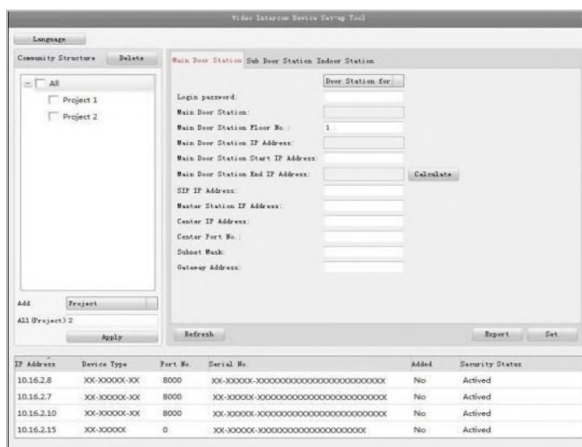 Video Intercom Device Set-up Tool
Language
Community Structure Delete
All
Project 1
Project 2
Add Project
All(Project) 2
Apply
Main Door Station Sub Door Station Indoor Station
Door Station for
Login password:
Main Door Station:
Main Door Station Floor No.: 1
Main Door Station IP Address:
Main Door Station Start IP Address:
Main Door Station End IP Address: Calculate
SIP IP Address:
Master Station IP Address:
Center IP Address:
Center Port No.:
Subnet Mask:
Gateway Address:
Refresh Export Set
IP Address Device Type Port No. Serial No. Added Security Status
10.16.2.8 XX-XXXXX-XX 8000 XX-XXXXX-XXXXXXXXXXXXXXXXXXXXXXXX No Actived
10.16.2.7 XX-XXXXX-XX 8000 XX-XXXXX-XXXXXXXXXXXXXXXXXXXXXXXX No Actived
10.16.2.10 XX-XXXXX-XX 8000 XX-XXXXX-XXXXXXXXXXXXXXXXXXXXXXXX No Actived
10.16.2.15 XX-XXXXX 0 XX-XXXXX-XXXXXXXXXXXXXXXXXXXXXXXX No Actived